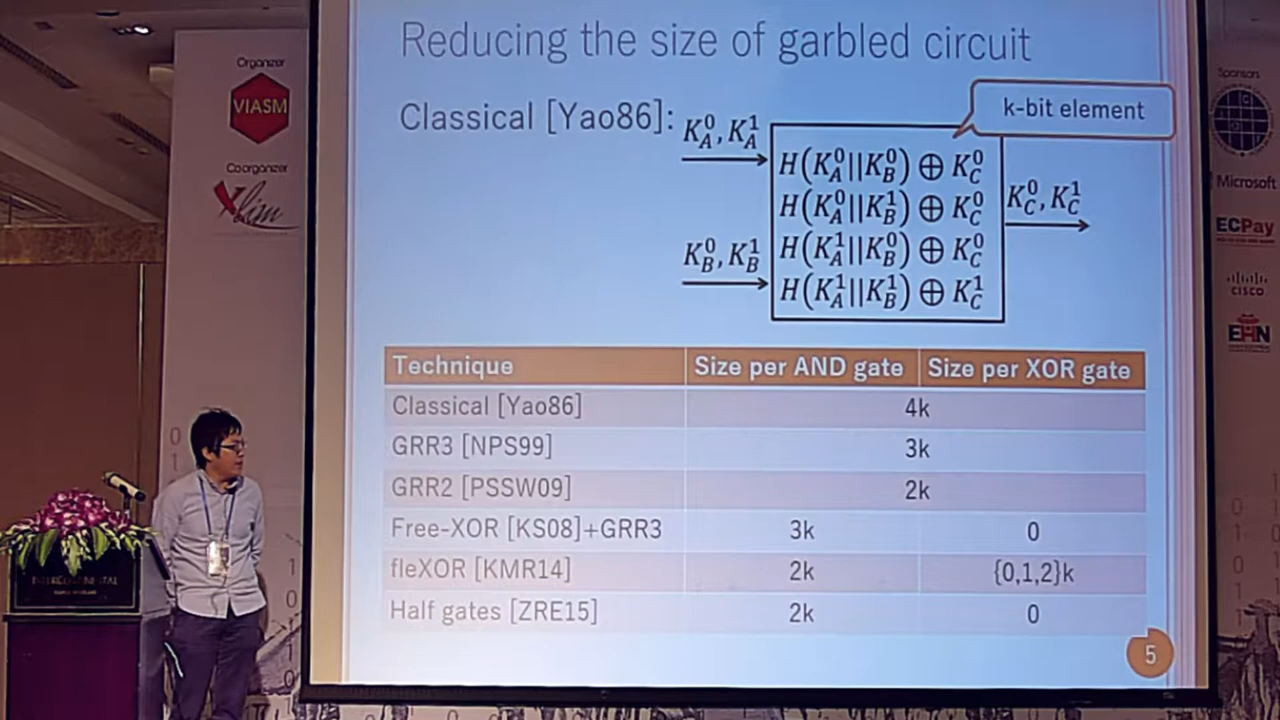 Reducing the size of garbled circuit
Organizer
VIASM
Coorganizer
Xlim
Classical [Yao86]:
k-bit element
K_A^0, K_A^1
K_B^0, K_B^1
H(K_A^0||K_B^0) ⊕ K_C^0
H(K_A^0||K_B^1) ⊕ K_C^0
H(K_A^1||K_B^0) ⊕ K_C^0
H(K_A^1||K_B^1) ⊕ K_C^1
K_C^0, K_C^1
Technique Size per AND gate Size per XOR gate
Classical [Yao86] 4k
GRR3 [NPS99] 3k
GRR2 [PSSW09] 2k
Free-XOR [KS08]+GRR3 3k 0
fleXOR [KMR14] 2k {0,1,2}k
Half gates [ZRE15] 2k 0
5
Sponsors
Microsoft
ECPay
CISCO
EHN
INTERCONTINENTAL